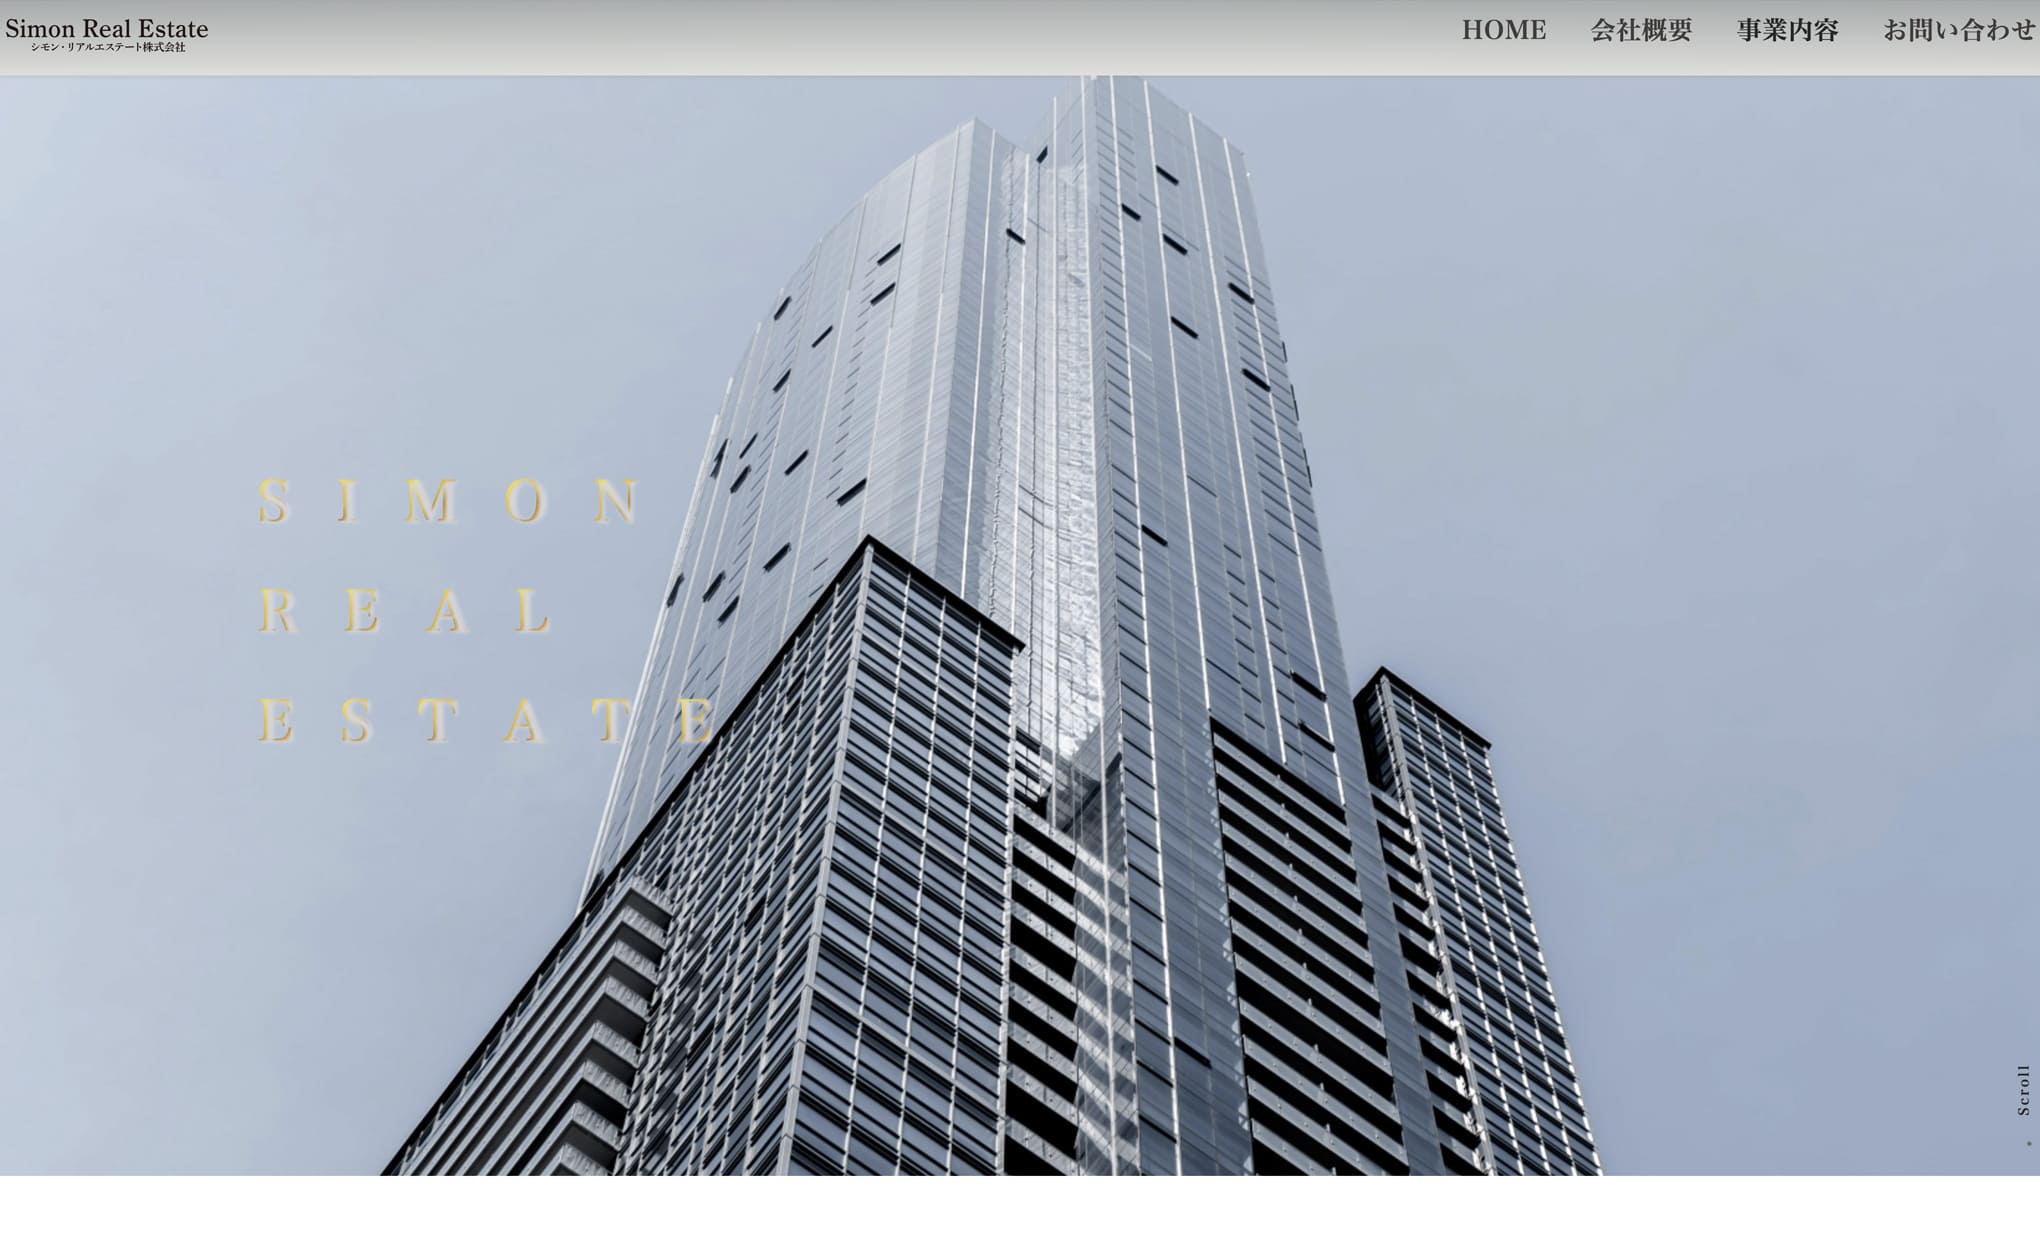 Simon Real Estate
シモン・リアルエステート株式会社
HOME 会社概要 事業内容 お問い合わせ
SIMON
REAL
ESTATE
Scroll